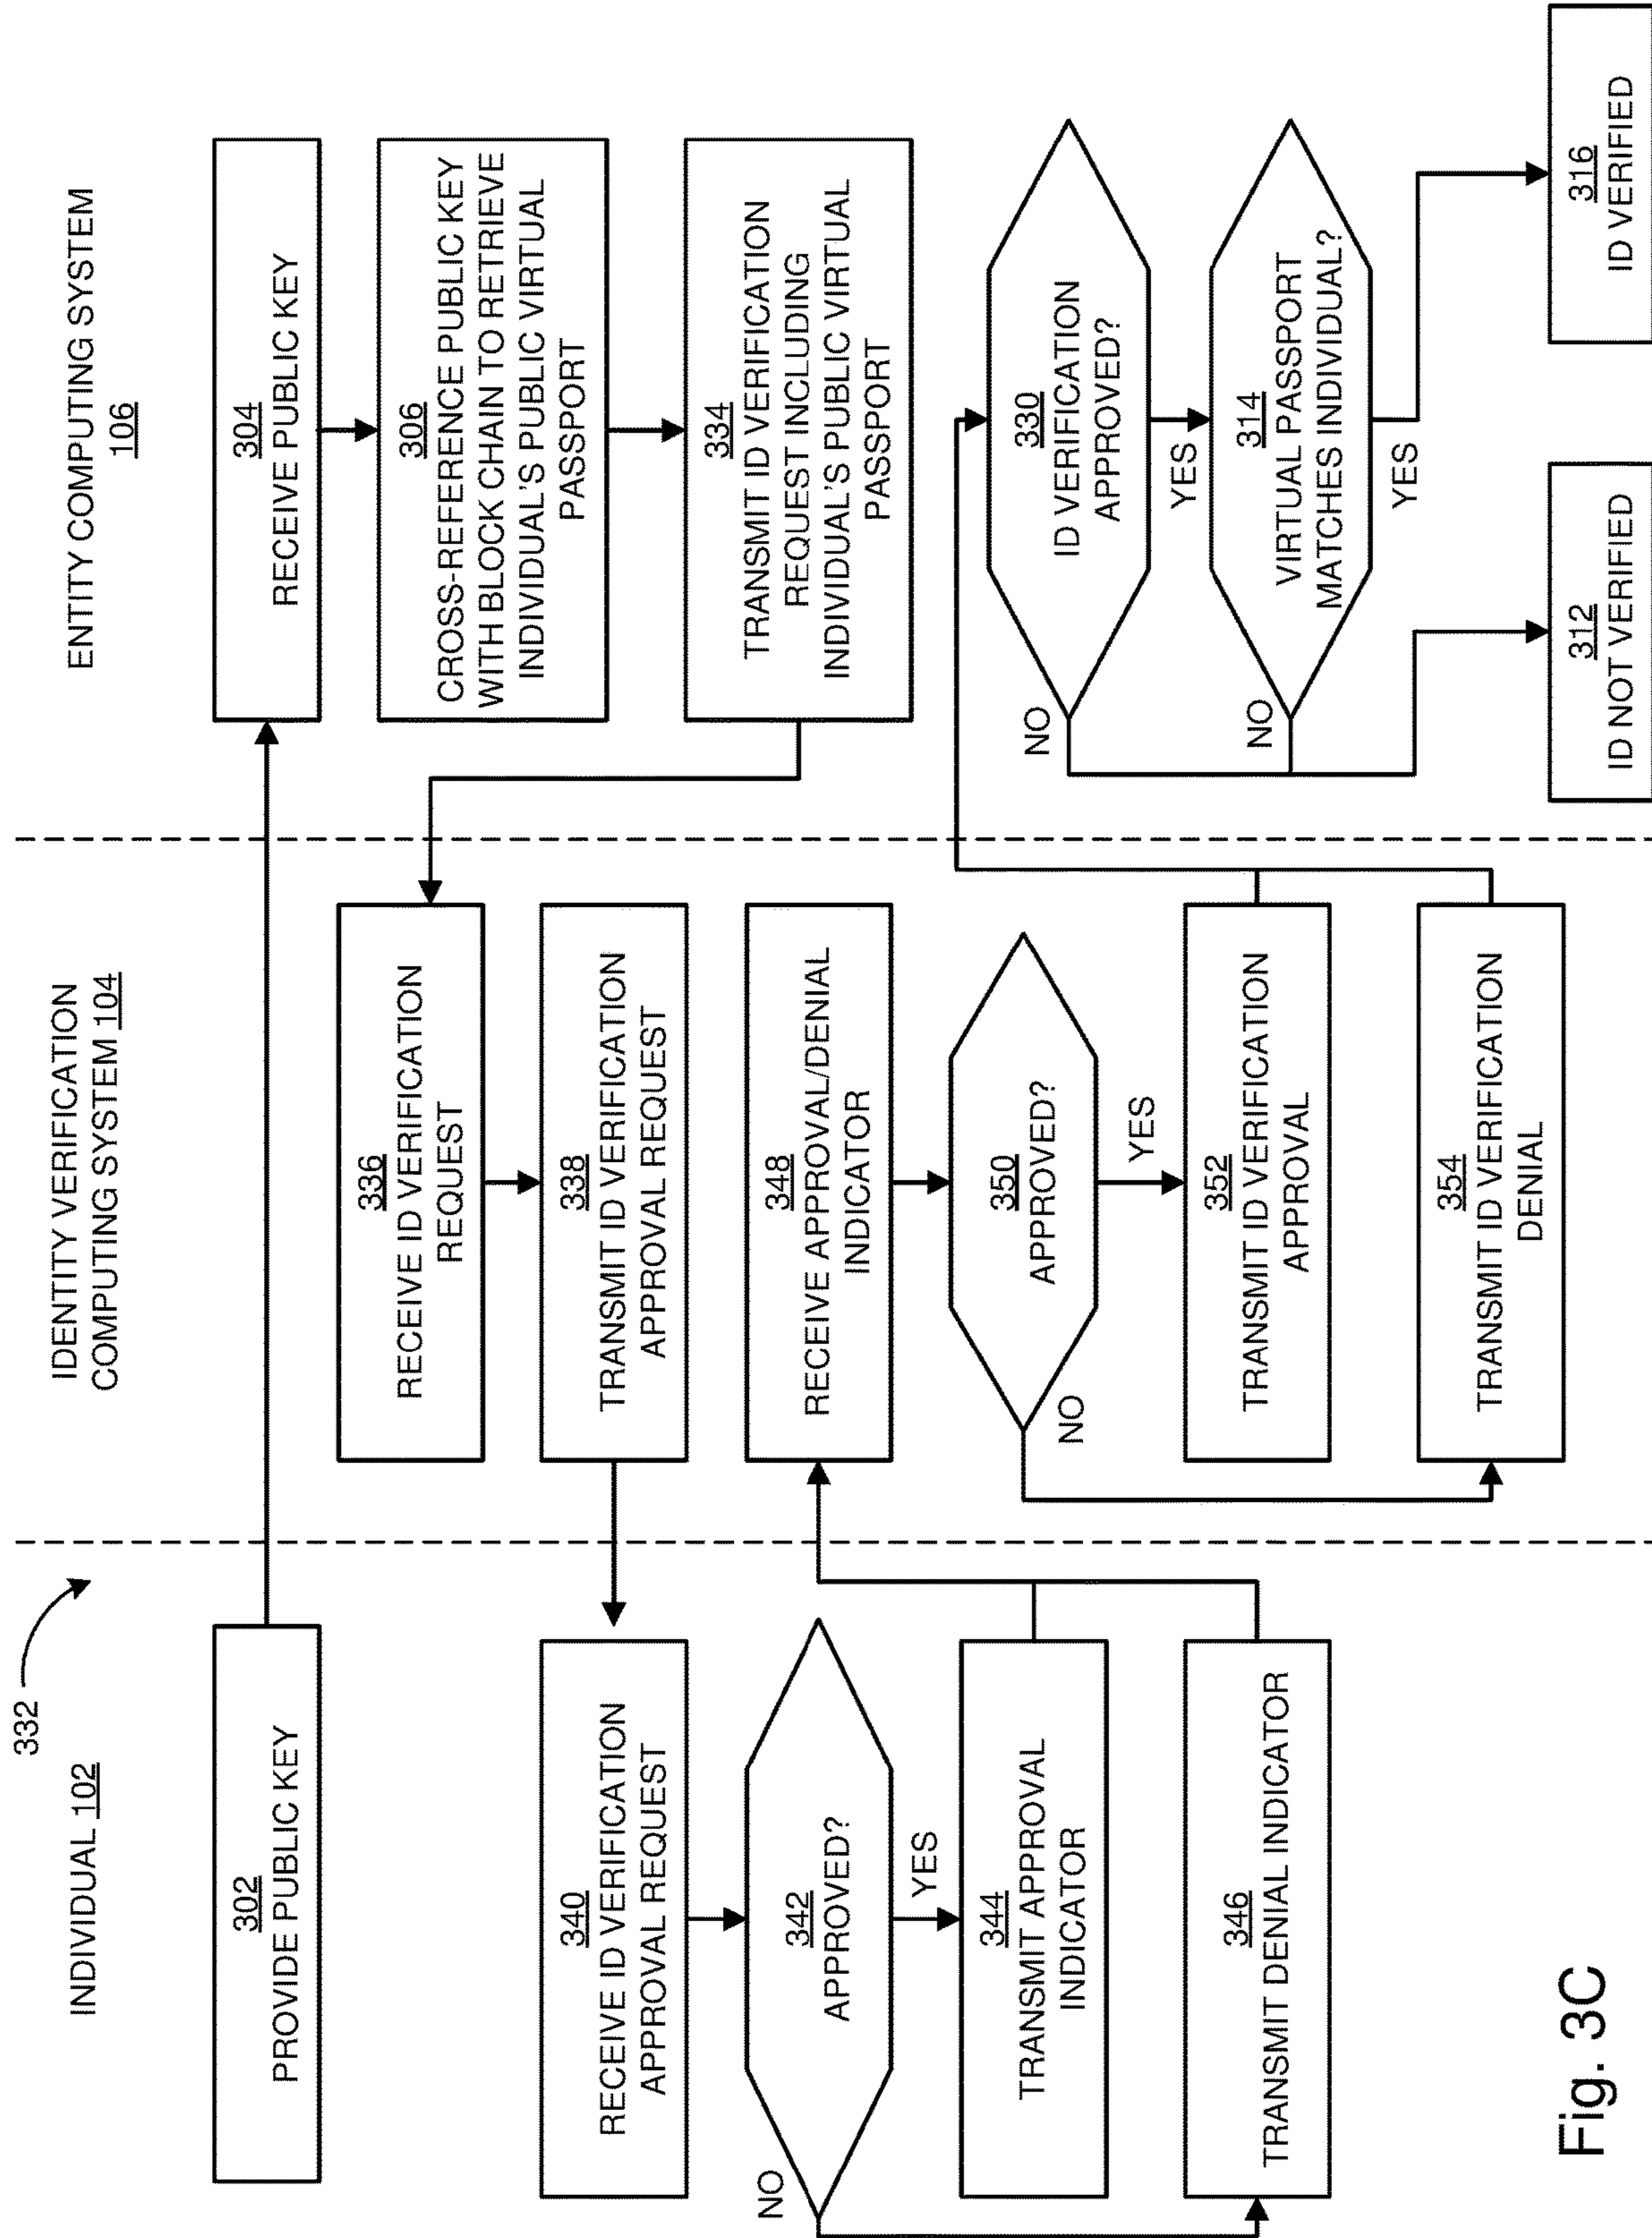 332
INDIVIDUAL 102
302
PROVIDE PUBLIC KEY
340
RECEIVE ID VERIFICATION
APPROVAL REQUEST
342
APPROVED?
NO
YES
344
TRANSMIT APPROVAL
INDICATOR
346
TRANSMIT DENIAL INDICATOR
IDENTITY VERIFICATION
COMPUTING SYSTEM 104
336
RECEIVE ID VERIFICATION
REQUEST
338
TRANSMIT ID VERIFICATION
APPROVAL REQUEST
348
RECEIVE APPROVAL/DENIAL
INDICATOR
350
APPROVED?
NO
YES
352
TRANSMIT ID VERIFICATION
APPROVAL
354
TRANSMIT ID VERIFICATION
DENIAL
ENTITY COMPUTING SYSTEM
106
304
RECEIVE PUBLIC KEY
306
CROSS-REFERENCE PUBLIC KEY
WITH BLOCK CHAIN TO RETRIEVE
INDIVIDUAL'S PUBLIC VIRTUAL
PASSPORT
334
TRANSMIT ID VERIFICATION
REQUEST INCLUDING
INDIVIDUAL'S PUBLIC VIRTUAL
PASSPORT
330
ID VERIFICATION
APPROVED?
NO
YES
314
VIRTUAL PASSPORT
MATCHES INDIVIDUAL?
NO
YES
312
ID NOT VERIFIED
316
ID VERIFIED
Fig. 3C